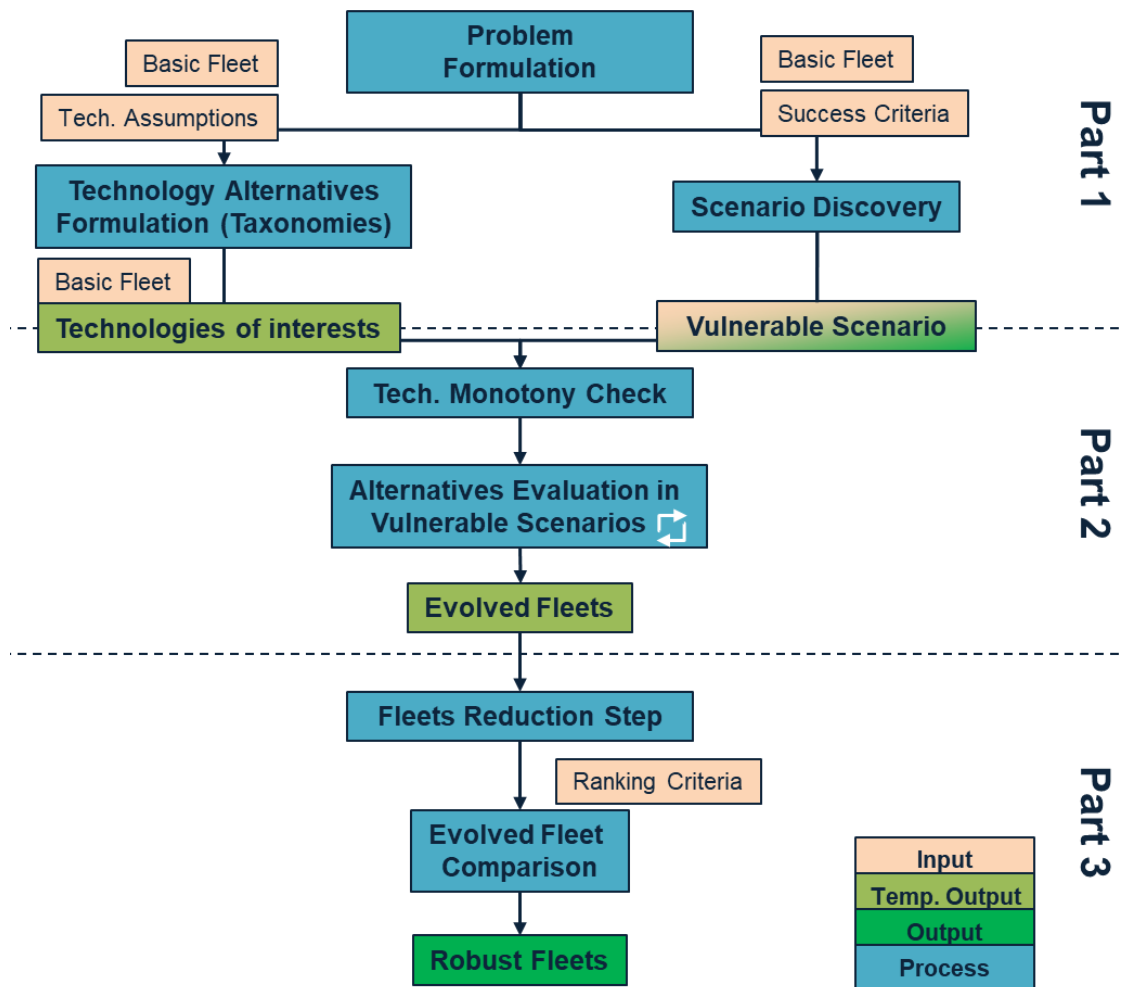 Problem
Formulation
Basic Fleet
Basic Fleet
Tech. Assumptions
Success Criteria
Part 1
Technology Alternatives
Formulation (Taxonomies)
Scenario Discovery
Basic Fleet
Technologies of interests
Vulnerable Scenario
Tech. Monotony Check
Part 2
Alternatives Evaluation in
Vulnerable Scenarios
Evolved Fleets
Fleets Reduction Step
Ranking Criteria
Part 3
Evolved Fleet
Comparison
Robust Fleets
Input
Temp. Output
Output
Process